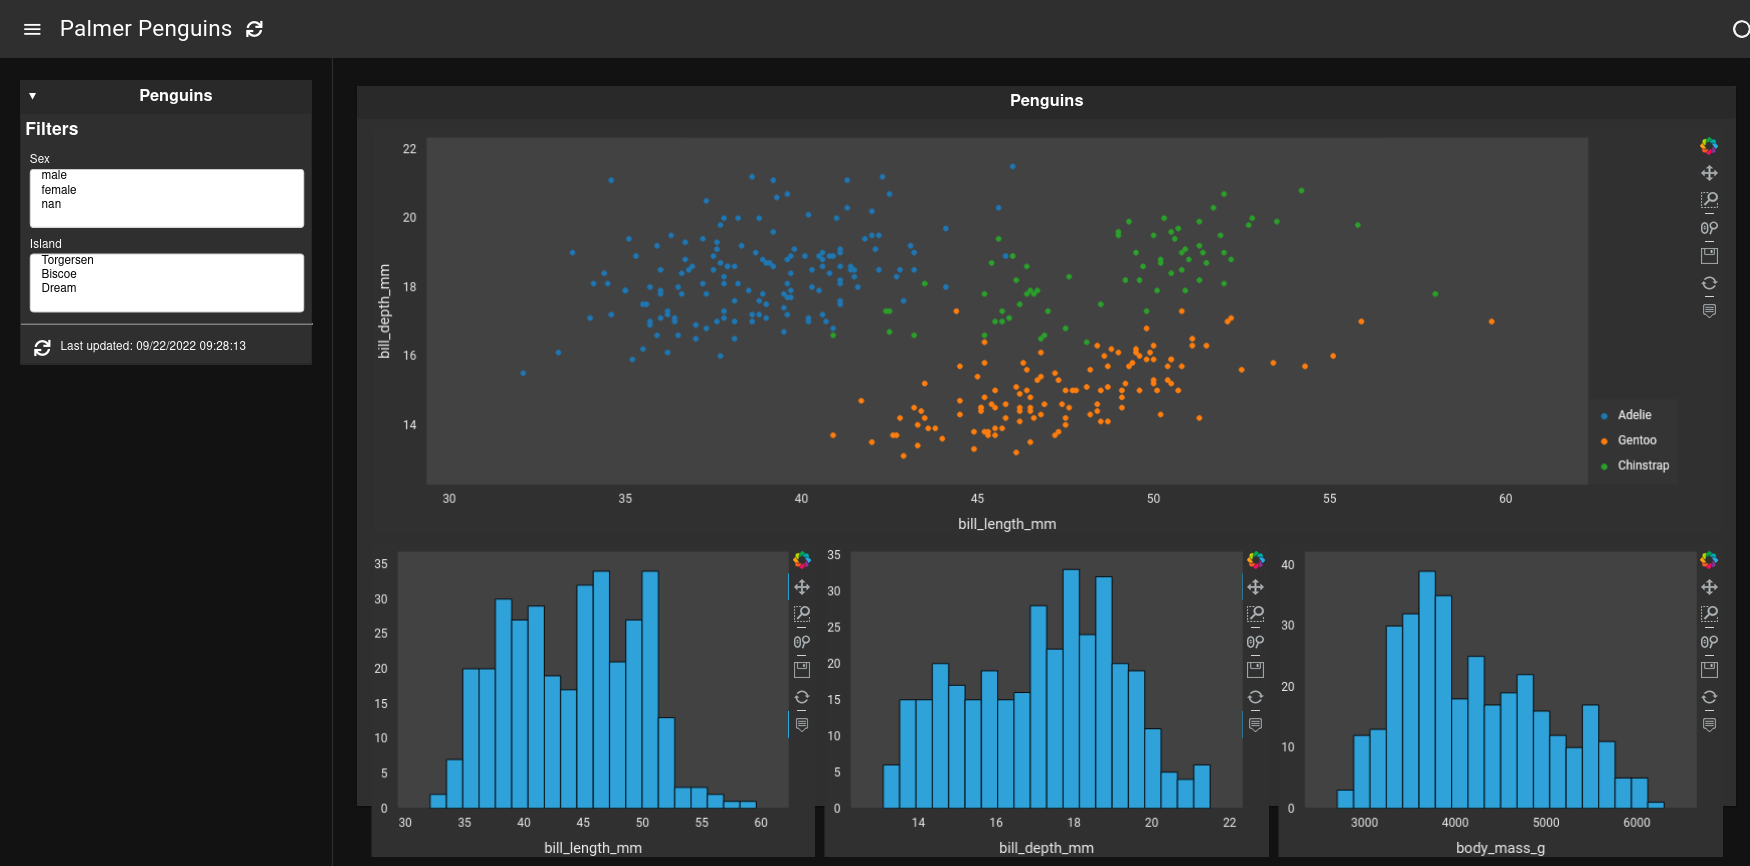 Palmer Penguins
Penguins
Filters
Sex
male
female
nan
Island
Torgersen
Biscoe
Dream
Last updated: 09/22/2022 09:28:13
Penguins
22
20
18
16
14
bill_depth_mm
30 35 40 45 50 55 60
bill_length_mm
Adelie
Gentoo
Chinstrap
35
30
25
20
15
10
5
0
30 35 40 45 50 55 60
bill_length_mm
35
30
25
20
15
10
5
0
14 16 18 20 22
bill_depth_mm
40
30
20
10
0
3000 4000 5000 6000
body_mass_g